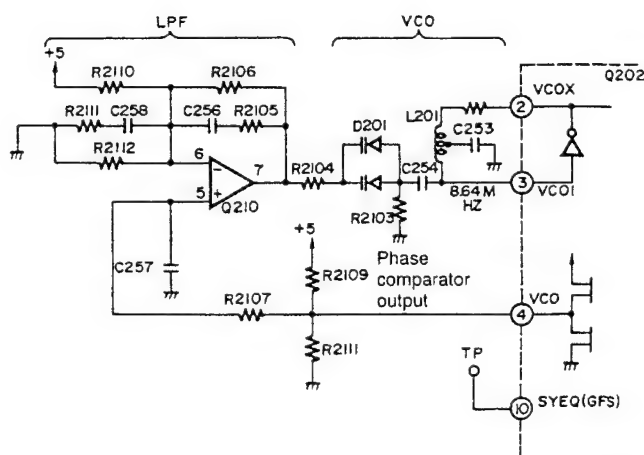 LPF
VCO
+5
R2110
R2106
Q202
VCOX
2
R2111
C258
C256
R2105
L201
D201
C253
R2112
6
7
R2104
C254
5
Q210
3
VCOI
8.64M
HZ
R2103
+5
C257
Phase
comparator
output
R2109
R2107
4
VCO
R2111
TP
10
SYEQ(GFS)